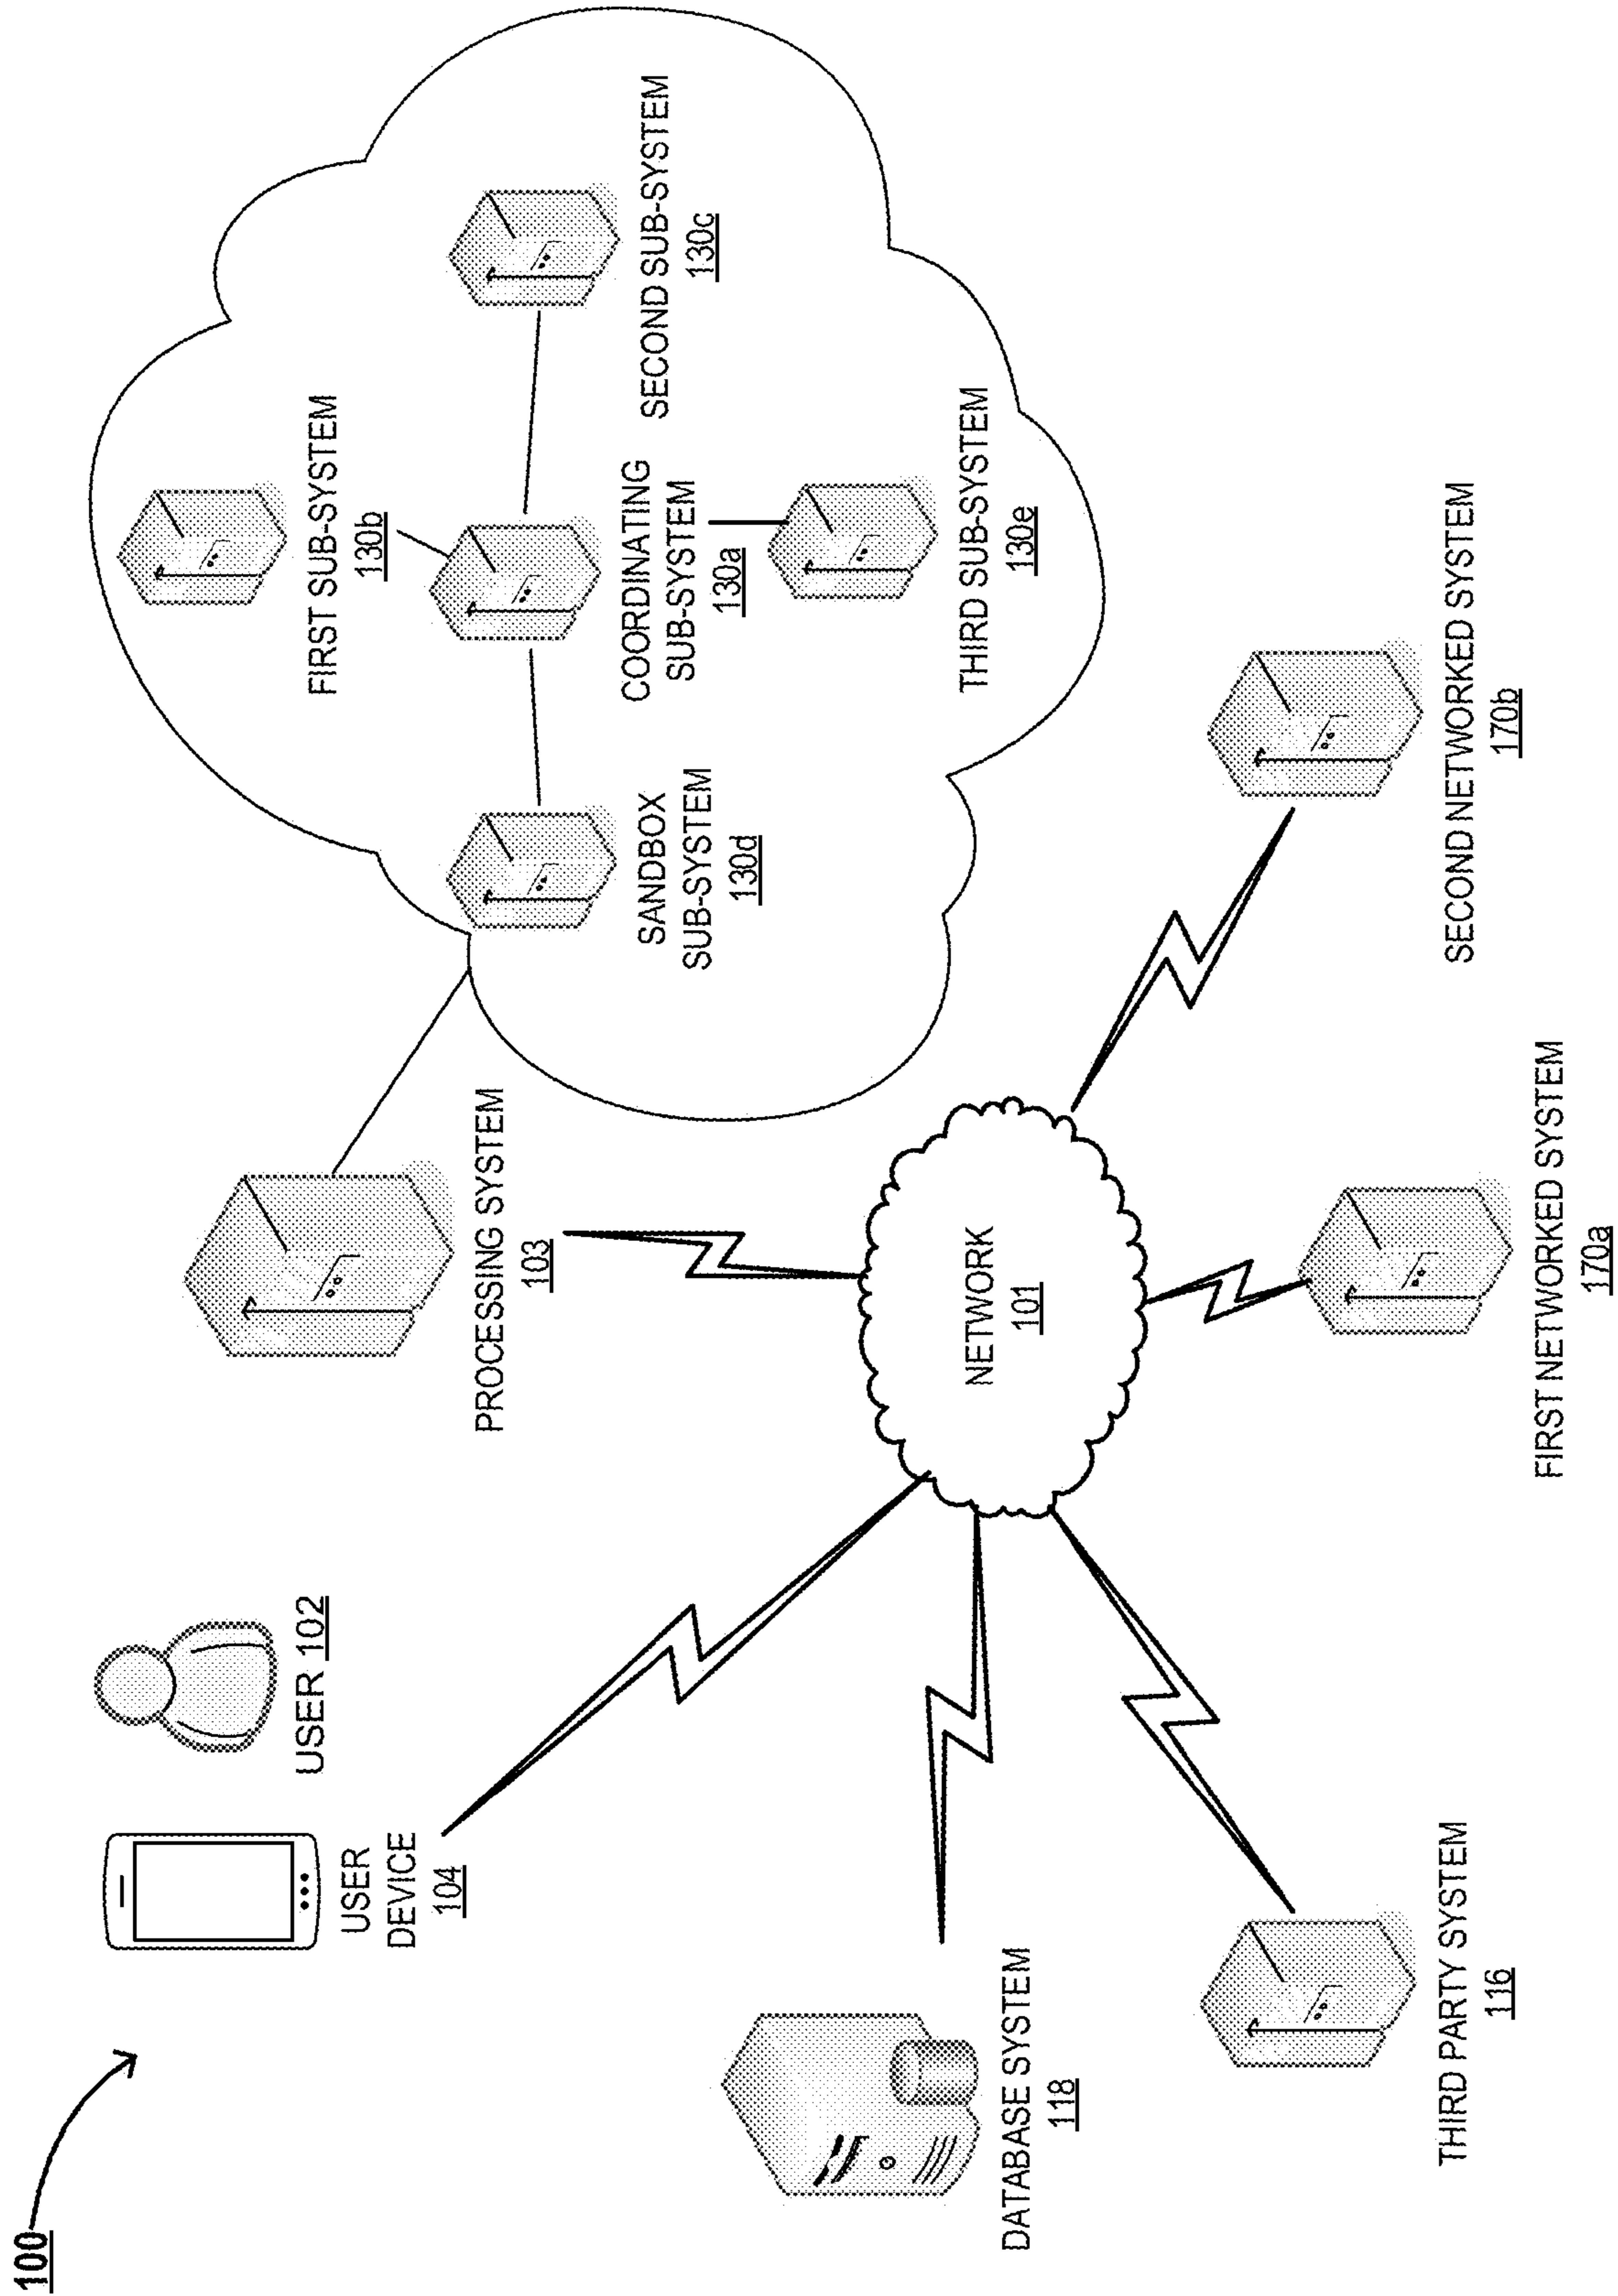 100
USER
DEVICE
104
USER 102
PROCESSING SYSTEM
103
FIRST SUB-SYSTEM
130b
SANDBOX
SUB-SYSTEM
130d
COORDINATING
SUB-SYSTEM
130a
SECOND SUB-SYSTEM
130c
THIRD SUB-SYSTEM
130e
NETWORK
101
DATABASE SYSTEM
118
THIRD PARTY SYSTEM
116
FIRST NETWORKED SYSTEM
170a
SECOND NETWORKED SYSTEM
170b